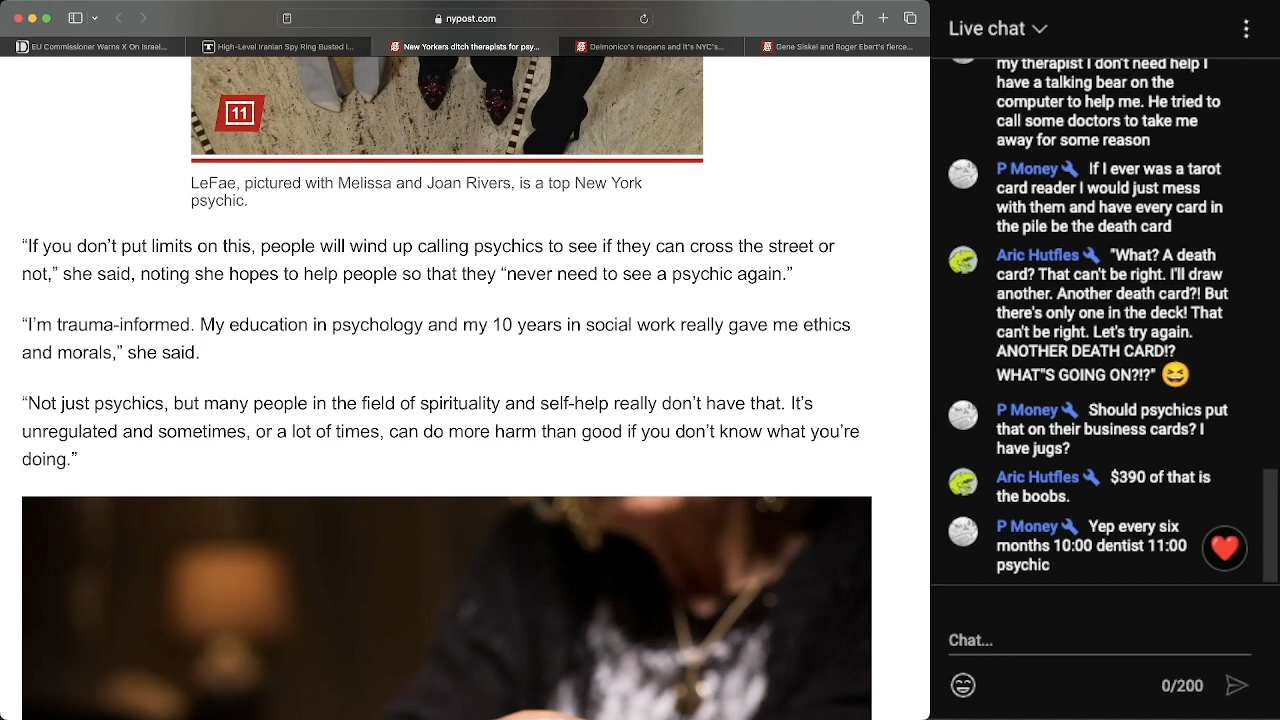 nypost.com
EU Commissioner Warns X On Israel...
High-Level Iranian Spy Ring Busted i...
New Yorkers ditch therapists for psy...
Delmonico's reopens and it's NYC's...
Gene Siskel and Roger Ebert's fierce...
11
LeFae, pictured with Melissa and Joan Rivers, is a top New York
psychic.
“If you don’t put limits on this, people will wind up calling psychics to see if they can cross the street or
not,” she said, noting she hopes to help people so that they “never need to see a psychic again.”
“I’m trauma-informed. My education in psychology and my 10 years in social work really gave me ethics
and morals,” she said.
“Not just psychics, but many people in the field of spirituality and self-help really don’t have that. It’s
unregulated and sometimes, or a lot of times, can do more harm than good if you don’t know what you’re
doing.”
Live chat
my therapist I don't need help I
have a talking bear on the
computer to help me. He tried to
call some doctors to take me
away for some reason
P Money If I ever was a tarot
card reader I would just mess
with them and have every card in
the pile be the death card
Aric Hutfles "What? A death
card? That can't be right. I'll draw
another. Another death card?! But
there's only one in the deck! That
can't be right. Let's try again.
ANOTHER DEATH CARD!?
WHAT"S GOING ON?!?" 😆
P Money Should psychics put
that on their business cards? I
have jugs?
Aric Hutfles $390 of that is
the boobs.
P Money Yep every six
months 10:00 dentist 11:00
psychic
Chat...
0/200